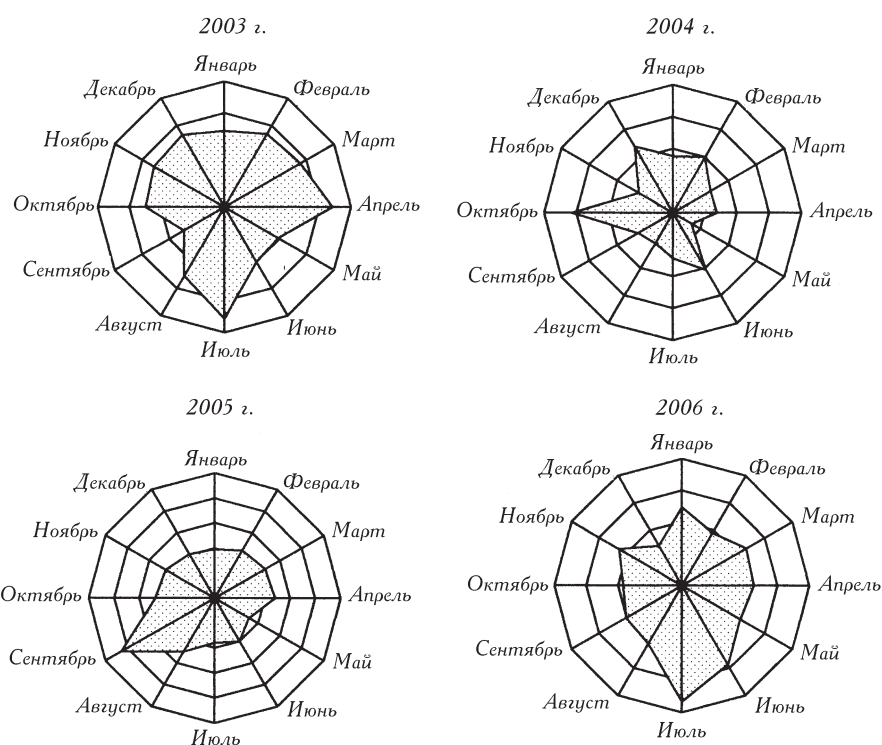 2003 г.
Январь
Февраль
Март
Апрель
Май
Июнь
Июль
Август
Сентябрь
Октябрь
Ноябрь
Декабрь
2004 г.
Январь
Февраль
Март
Апрель
Май
Июнь
Июль
Август
Сентябрь
Октябрь
Ноябрь
Декабрь
2005 г.
Январь
Февраль
Март
Апрель
Май
Июнь
Июль
Август
Сентябрь
Октябрь
Ноябрь
Декабрь
2006 г.
Январь
Февраль
Март
Апрель
Май
Июнь
Июль
Август
Сентябрь
Октябрь
Ноябрь
Декабрь